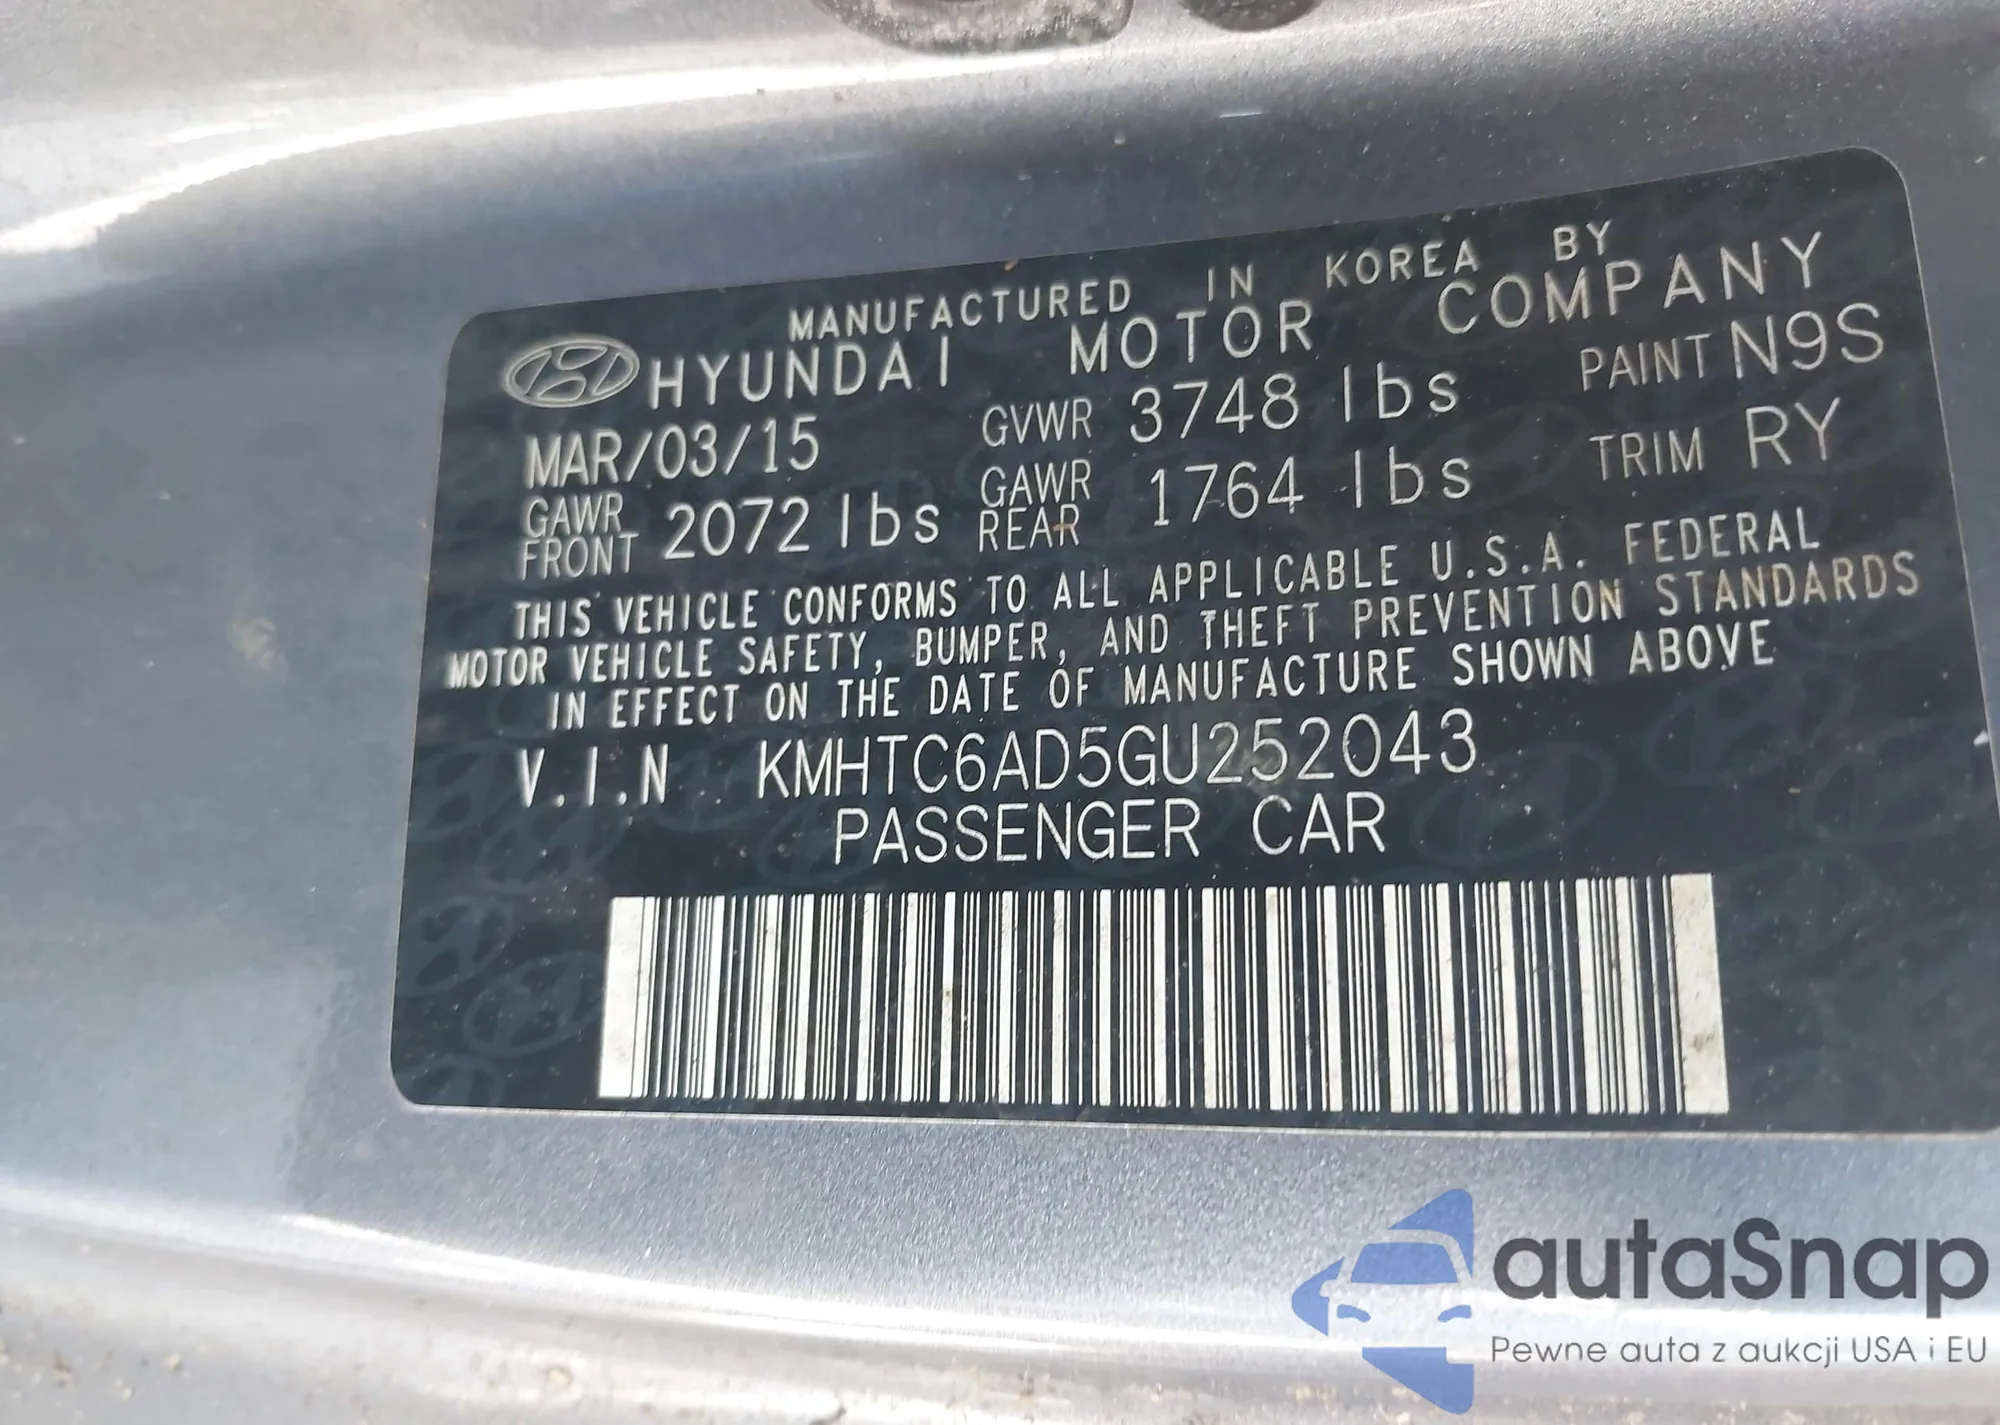 MANUFACTURED IN KOREA BY
HYUNDAI MOTOR COMPANY
MAR/03/15 GVWR 3748 lbs PAINT N9S
GAWR FRONT 2072 lbs GAWR REAR 1764 lbs TRIM RY
THIS VEHICLE CONFORMS TO ALL APPLICABLE U.S.A. FEDERAL
MOTOR VEHICLE SAFETY, BUMPER, AND THEFT PREVENTION STANDARDS
IN EFFECT ON THE DATE OF MANUFACTURE SHOWN ABOVE
V.I.N KMHTC6AD5GU252043
PASSENGER CAR
autaSnap
Pewne auta z aukcji USA i EU